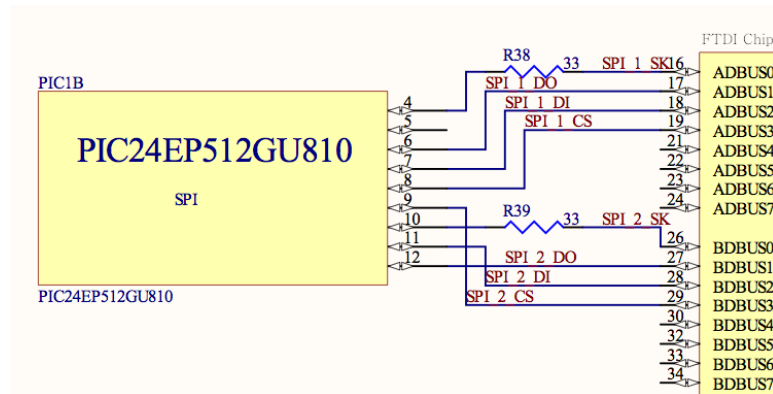 FTDI Chip
R38 33 SPI_1_SK 16 ADBUS0
PIC1B
SPI_1_DO 17 ADBUS1
4 SPI_1_DI 18 ADBUS2
5 SPI_1_CS 19 ADBUS3
PIC24EP512GU810
6 21 ADBUS4
7 22 ADBUS5
8 23 ADBUS6
SPI
9 24 ADBUS7
10 R39 33 SPI_2_SK
11 26 BDBUS0
12 SPI_2_DO 27 BDBUS1
SPI_2_DI 28 BDBUS2
PIC24EP512GU810
SPI_2_CS 29 BDBUS3
30 BDBUS4
32 BDBUS5
33 BDBUS6
34 BDBUS7